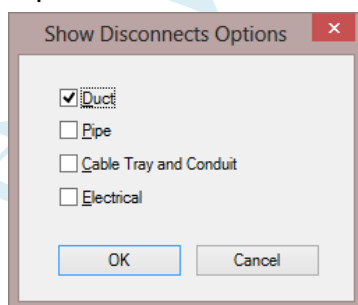 Show Disconnects Options
Duct
Pipe
Cable Tray and Conduit
Electrical
OK Cancel